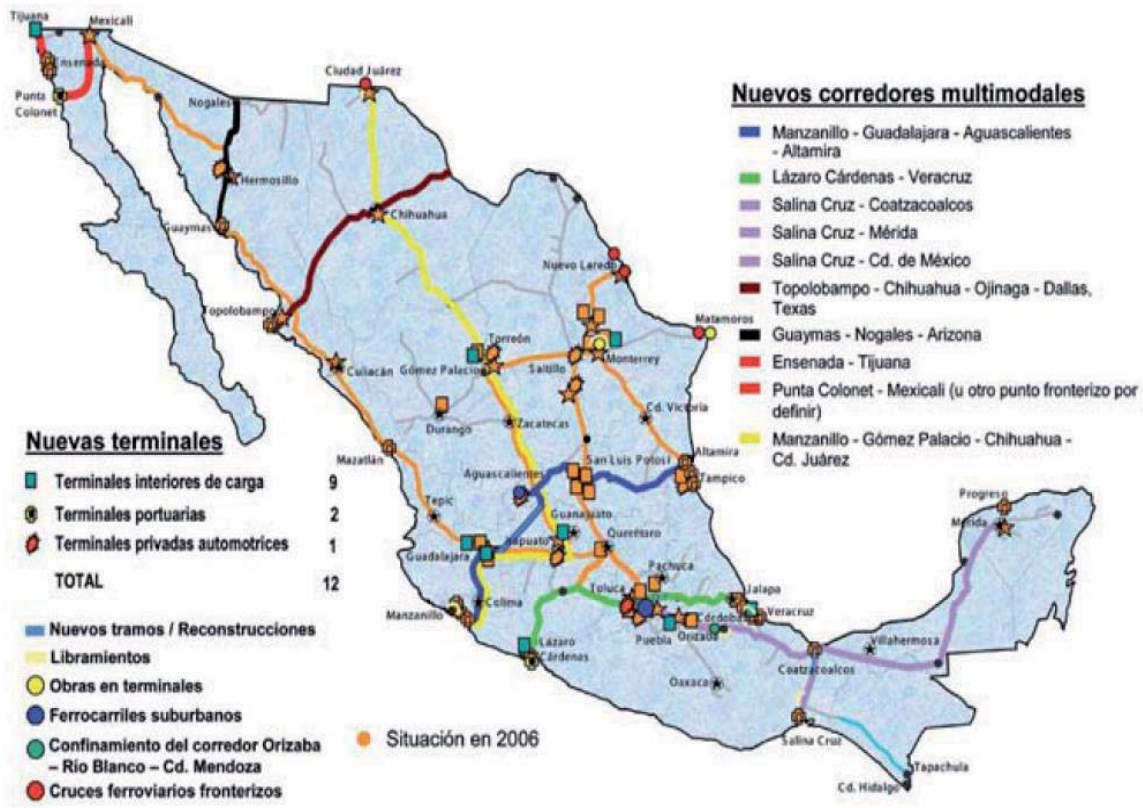 Tijuana
Mexicali
Ensenada
Punta
Colonet
Nogales
Ciudad Juárez
Hermosillo
Guaymas
Chihuahua
Topolobampo
Nuevo Laredo
Matamoros
Torreón
Gómez Palacio
Saltillo
Monterrey
Culiacán
Durango
Zacatecas
Cd. Victoria
Mazatlán
Aguascalientes
San Luis Potosí
Altamira
Tampico
Tepic
Guanajuato
Irapuato
Querétaro
Guadalajara
Pachuca
Toluca
Jalapa
Manzanillo
Colima
Córdoba
Veracruz
Puebla
Orizaba
Lázaro
Cárdenas
Progreso
Mérida
Villahermosa
Coatzacoalcos
Oaxaca
Salina Cruz
Tapachula
Cd. Hidalgo
Nuevos corredores multimodales
Manzanillo - Guadalajara - Aguascalientes
- Altamira
Lázaro Cárdenas - Veracruz
Salina Cruz - Coatzacoalcos
Salina Cruz - Mérida
Salina Cruz - Cd. de México
Topolobampo - Chihuahua - Ojinaga - Dallas,
Texas
Guaymas - Nogales - Arizona
Ensenada - Tijuana
Punta Colonet - Mexicali (u otro punto fronterizo por
definir)
Manzanillo - Gómez Palacio - Chihuahua -
Cd. Juárez
Nuevas terminales
Terminales interiores de carga 9
Terminales portuarias 2
Terminales privadas automotrices 1
TOTAL 12
Nuevos tramos / Reconstrucciones
Libramientos
Obras en terminales
Ferrocarriles suburbanos
Confinamiento del corredor Orizaba
– Río Blanco – Cd. Mendoza
Cruces ferroviarios fronterizos
Situación en 2006